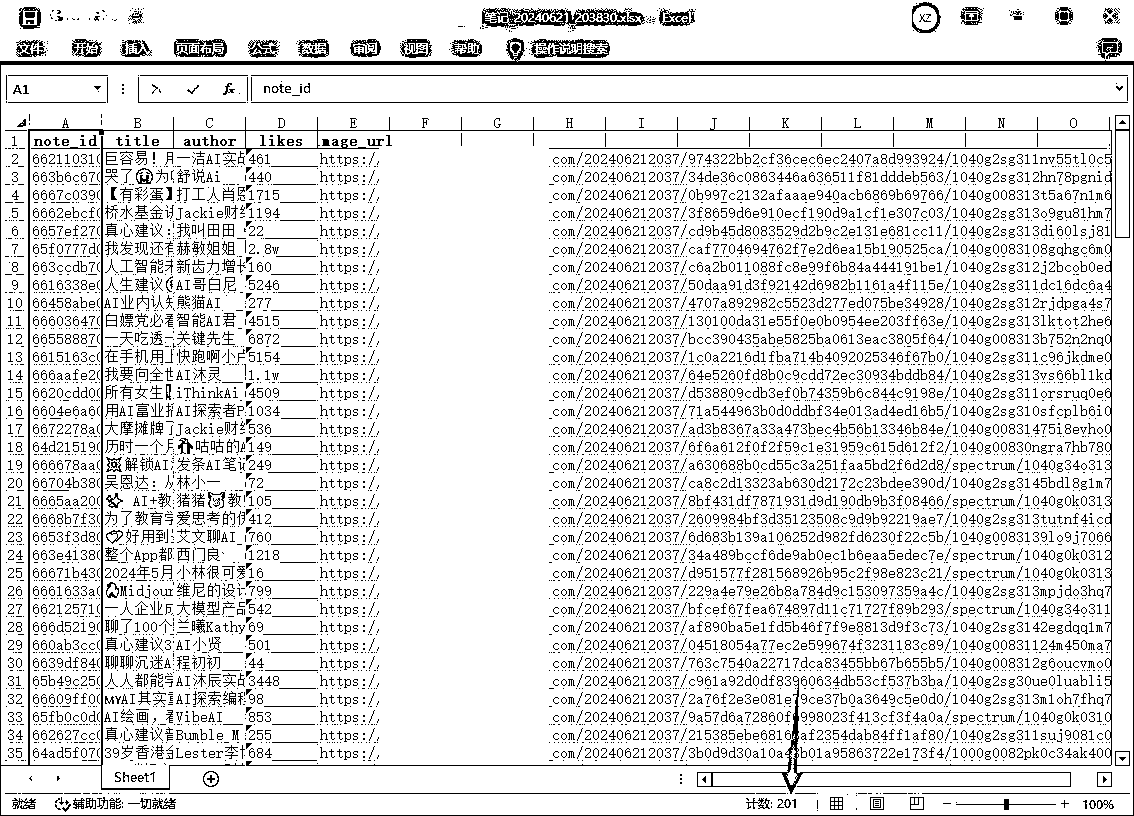 笔记_20240621_203830.xlsx - Excel
XZ
文件 开始 插入 页面布局 公式 数据 审阅 视图 帮助 操作说明搜索
A1 fx note_id
A B C D E F G H I J K L M N O
1 note_id title author likes image_url
2 66211031( 巨容易！ 一洁AI实战 461 https:/, .com/202406212037/974322bb2cf36cec6ec2407a8d993924/1040g2sg311nv55tl0c5
3 663b6c67( 哭了 为 舒说Ai 440 https:/, .com/202406212037/34de36c0863446a636511f81dddeb563/1040g2sg312hn78pgnid
4 6667c039( 【有彩蛋】 打工人肖恩 1715 https:/, .com/202406212037/0b997c2132afaaae940acb6869b69766/1040g008313t5a67n1m6
5 6662ebcf( 桥水基金 Jackie财经 1194 https:/, .com/202406212037/3f8659d6e910ecf190d9a1cf1e307c03/1040g2sg313o9gu81hm7
6 6657ef27( 真心建议： 我叫田田 22 https:/, .com/202406212037/cd9b45d8083529d2b9c2e131e681cc11/1040g2sg313di60lsj81
7 65f0777d( 我发现还有 赫敏姐姐 2.8w https:/, .com/202406212037/caf7704694762f7e2d6ea15b190525ca/1040g083108gqhgc6m0
8 663ccdb7( 人工智能 新齿力增长 160 https:/, .com/202406212037/c6a2b011088fc8e99f6b84a444191be1/1040g2sg312j2bcob0ed
9 6616338e( 人生建议 AI哥白尼 5246 https:/, .com/202406212037/50daa91d3f92142d6982b1161a4f115e/1040g2sg311dc16dc6a4
10 66458abe( AI业内认知 熊猫AI 277 https:/, .com/202406212037/4707a892982c5523d277ed075be34928/1040g2sg312rjdpga4s7
11 66603647( 白嫖党必看 智能AI君 4515 https:/, .com/202406212037/130100da31e55f0e0b0954ee203ff63e/1040g2sg313lktot2he6
12 66558887( 一天吃透 关键先生 6872 https:/, .com/202406212037/bcc390435abe5825ba0613eac3805f64/1040g008313b752n2nq0
13 6615163c( 在手机用上 快跑啊小卢 5154 https:/, .com/202406212037/1c0a2216d1fba714b4092025346f67b0/1040g2sg311c96jkdme0
14 666aafe2( 我要向全世 AI沐灵 1.1w https:/, .com/202406212037/64e5260fd8b0c9cdd72ec30934bddb84/1040g2sg313vs66bl1kd
15 6620cdd0( 所有女生 iThinkAi 4509 https:/, .com/202406212037/d538809cdb3ef0b74359b6c844c9198e/1040g2sg311orsruq0e6
16 6604e6a6( 用AI富业 AI探索者P 1034 https:/, .com/202406212037/71a544963b0d0ddbf34e013ad4ed16b5/1040g2sg310sfcplb6i0
17 6672278a( 大摩摊牌了 Jackie财经 536 https:/, .com/202406212037/ad3b8367a33a473bec4b56b13346b84e/1040g00831475i8evho0
18 64d21519( 历时一个月 咕咕的A 149 https:/, .com/202406212037/6f6a612f0f2f59c1e31959c615d612f2/1040g00830ngra7hb780
19 666678aa( 解锁AI 发条AI笔记 249 https:/, .com/202406212037/a630688b0cd55c3a251faa5bd2f6d2d8/spectrum/1040g34o313
20 66704b38( 吴恩达： 林小一 72 https:/, .com/202406212037/ca8c2d13323ab630d2172c23bdee390d/1040g2sg3145bdl8g1m7
21 6665aa20( AI+教 猪猪 教 105 https:/, .com/202406212037/8bf431df7871931d9d190db9b3f08466/spectrum/1040g0k0313
22 6668b7f3( 为了教育 爱思考的 412 https:/, .com/202406212037/2609984bf3d35123508c9d9b92219ae7/1040g2sg313tutnf4icd
23 6653f3d8( 好用到 艾文聊AI 760 https:/, .com/202406212037/6d683b139a106252d982fd6230f22c5b/1040g0083139lo9j7066
24 663e4138( 整个App都 西门良 1218 https:/, .com/202406212037/34a489bccf6de9ab0ec1b6eaa5edec7e/spectrum/1040g0k0312
25 66671b43( 2024年5月 小林很可爱 16 https:/, .com/202406212037/d951577f281568926b95c2f98e823c21/spectrum/1040g0k0313
26 6661633a( Midjour 维尼的设计 799 https:/, .com/202406212037/229a4e79e26b8a784d9c153097359a4c/1040g2sg313mpjdo3hq7
27 66212571( 一人企业 大模型产品 542 https:/, .com/202406212037/bfcef67fea674897d11c71727f89b293/spectrum/1040g34o311
28 666d5219( 聊了100个 兰曦Kathy 69 https:/, .com/202406212037/af890ba5e1fd5b46f7f9e8813d9f3c73/1040g2sg3142egdqq1m7
29 660ab3cc( 真心建议3 AI小贤 501 https:/, .com/202406212037/04518054a77ec2e599674f3231183c89/1040g00831124m450ma7
30 6639df84( 聊聊沉迷A 程初初 44 https:/, .com/202406212037/763c7540a22717dca83455bb67b655b5/1040g008312g6oucvmo0
31 65b49c25( 人人都能 AI沐辰实战 3448 https:/, .com/202406212037/c961a92d0df83960634db53cf537b3ba/1040g2sg30ue0luabli5
32 66609ff0( AI其实 AI探索编程 98 https:/, .com/202406212037/2a76f2e3e081e 9ce37b0a3649c5e0d0/1040g2sg313m1oh7fhq7
33 65fb0c0d( AI绘画，看 VibeAI 853 https:/, .com/202406212037/9a57d6a72860f 998023f413cf3f4a0a/spectrum/1040g0k0310
34 662627cc( 真心建议 Bumble_M 255 https:/, .com/202406212037/215385ebe6816 af2354dab84ff1af80/1040g2sg311suj9081c0
35 64ad5f07( 39岁香港 Lester李 684 https:/, .com/202406212037/3b0d9d30a10a4 b01a95863722e173f4/1000g0082pk0c34ak400
Sheet1
就绪 辅助功能: 一切就绪 计数: 201 100%